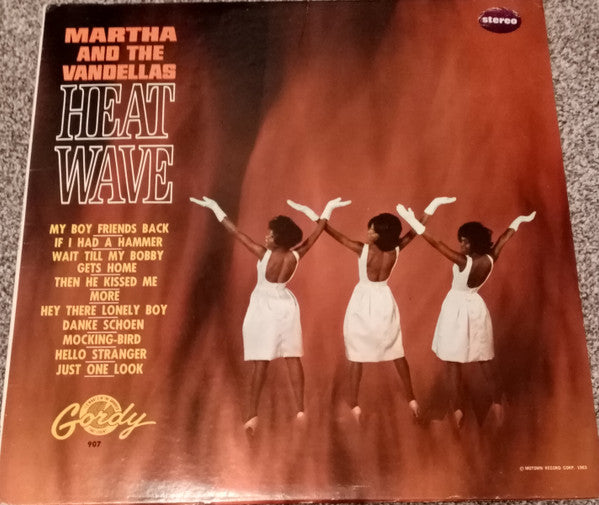 MARTHA
AND THE
VANDELLAS
HEAT
WAVE
stereo
MY BOY FRIENDS BACK
IF I HAD A HAMMER
WAIT TILL MY BOBBY
GETS HOME
THEN HE KISSED ME
MORE
HEY THERE LONELY BOY
DANKE SCHOEN
MOCKING-BIRD
HELLO STRANGER
JUST ONE LOOK
Gordy
907
© MOTOWN RECORD CORP. 1963